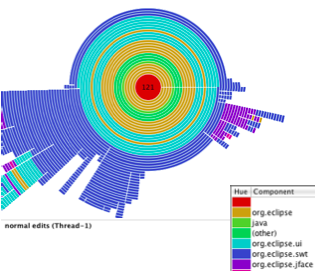 121
normal edits (Thread-1)
Hue Component
org.eclipse
java
(other)
org.eclipse.ui
org.eclipse.swt
org.eclipse.jface